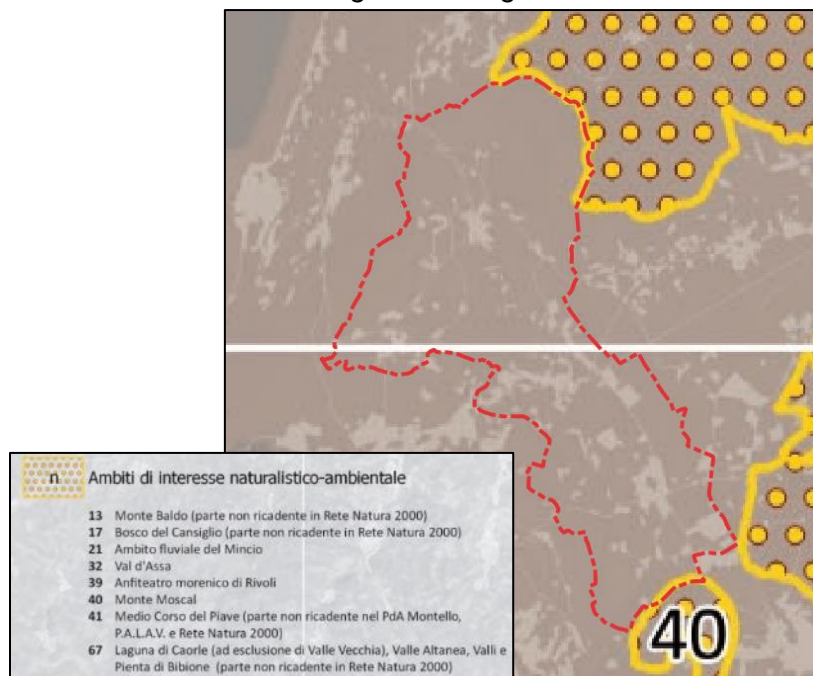 40
n Ambiti di interesse naturalistico-ambientale
13 Monte Baldo (parte non ricadente in Rete Natura 2000)
17 Bosco del Cansiglio (parte non ricadente in Rete Natura 2000)
21 Ambito fluviale del Mincio
32 Val d'Assa
39 Anfiteatro morenico di Rivoli
40 Monte Moscal
41 Medio Corso del Piave (parte non ricadente nel PdA Montello,
P.A.L.A.V. e Rete Natura 2000)
67 Laguna di Caorle (ad esclusione di Valle Vecchia), Valle Altanea, Valli e
Pienta di Bibione (parte non ricadente in Rete Natura 2000)